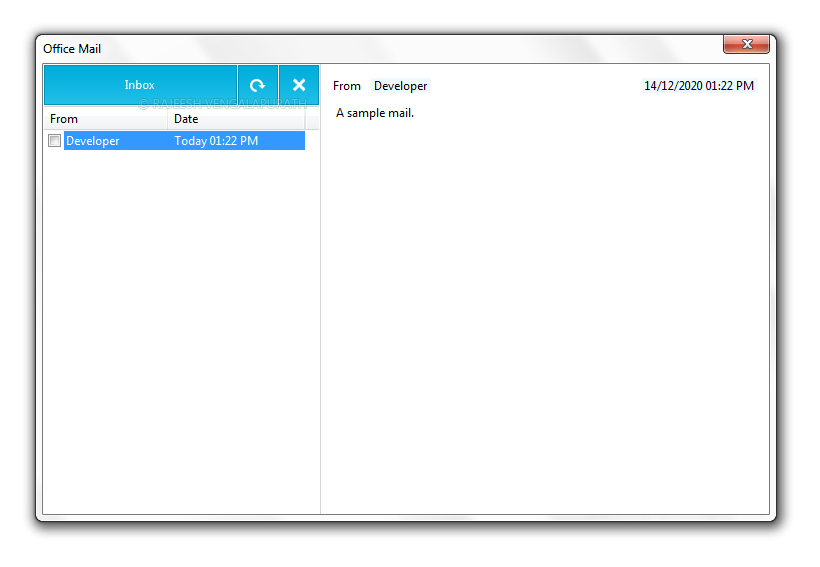 Office Mail
Inbox
© RAJEESH VENGALAPURATH
From Date
Developer Today 01:22 PM
From Developer 14/12/2020 01:22 PM
A sample mail.